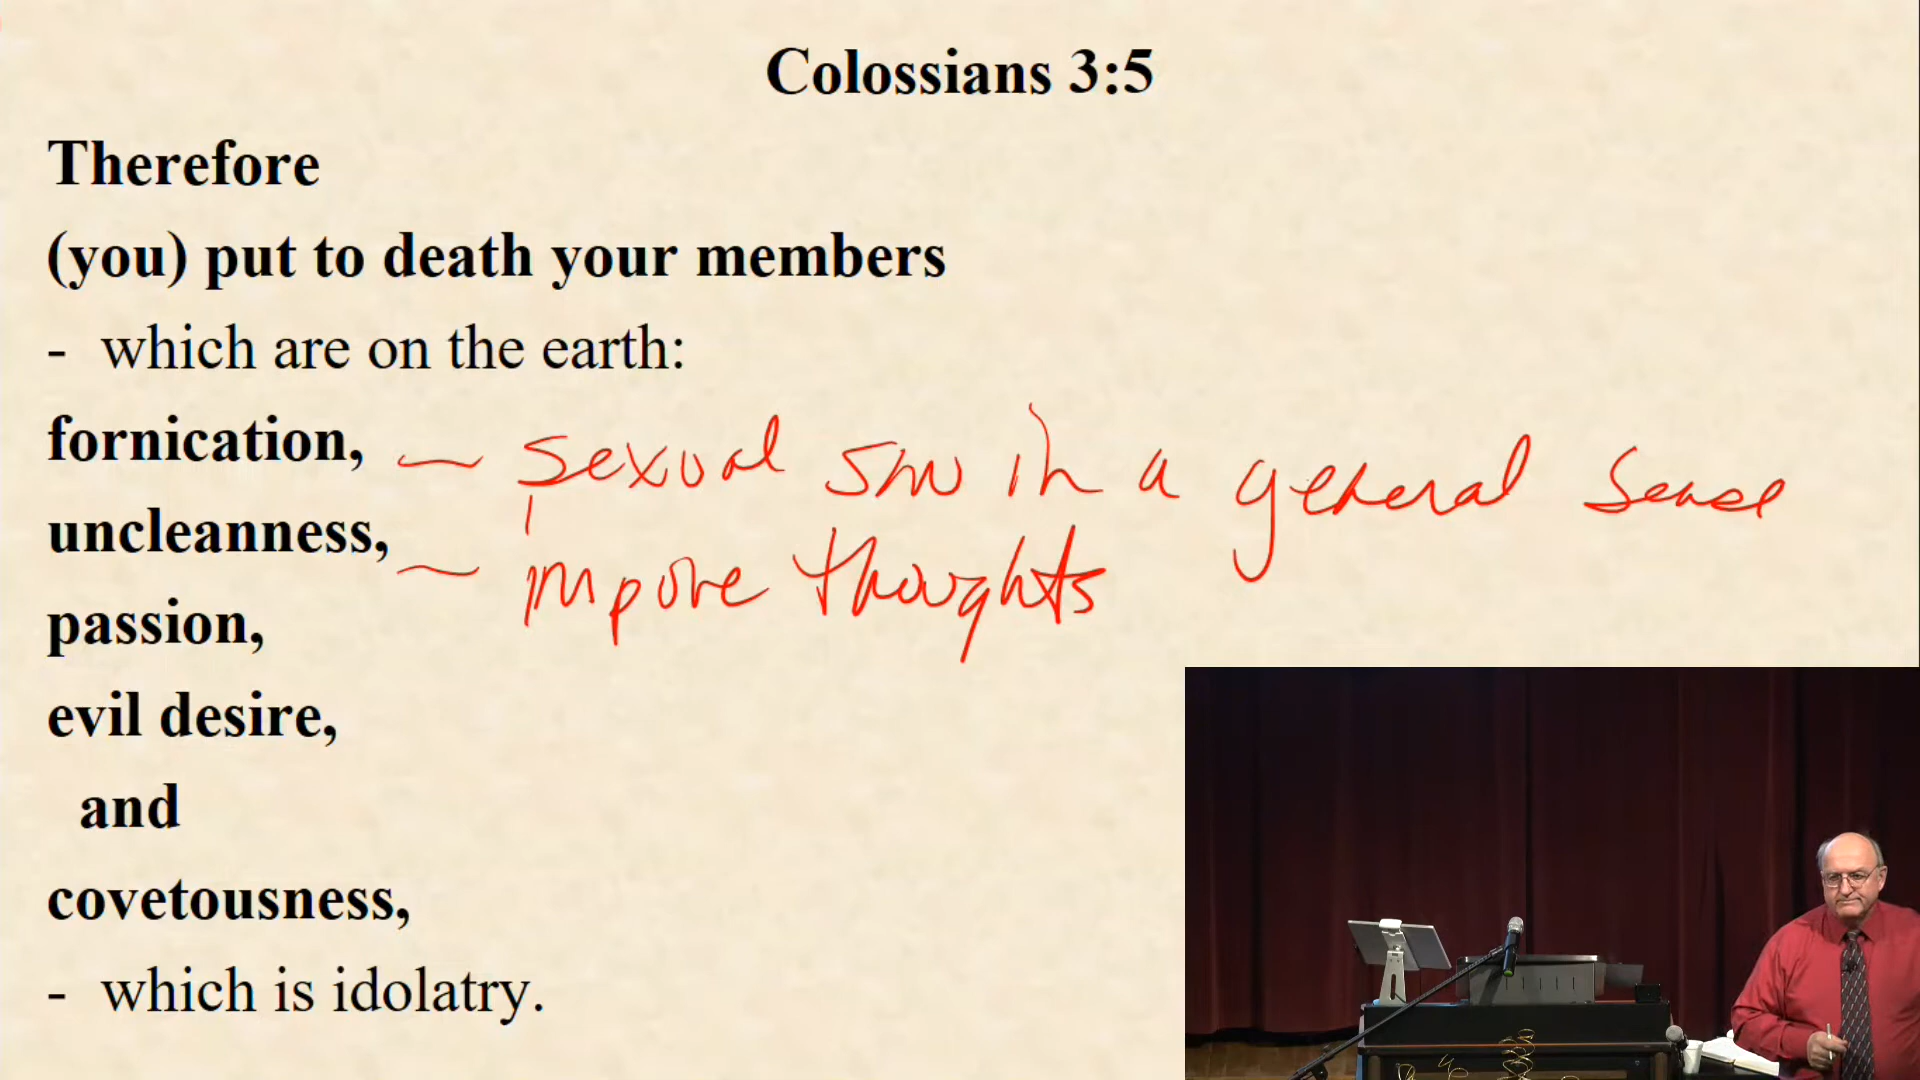 Colossians 3:5
Therefore
(you) put to death your members
- which are on the earth:
fornication, ~ sexual sin in a general sense
uncleanness, ~ impure thoughts
passion,
evil desire,
and
covetousness,
- which is idolatry.